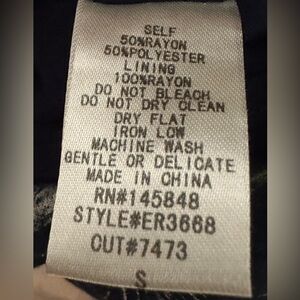 SELF
50%RAYON
50%POLYESTER
LINING
100%RAYON
DO NOT BLEACH
DO NOT DRY CLEAN
DRY FLAT
IRON LOW
MACHINE WASH
GENTLE OR DELICATE
MADE IN CHINA
RN#145848
STYLE#ER3668
CUT#7473
S